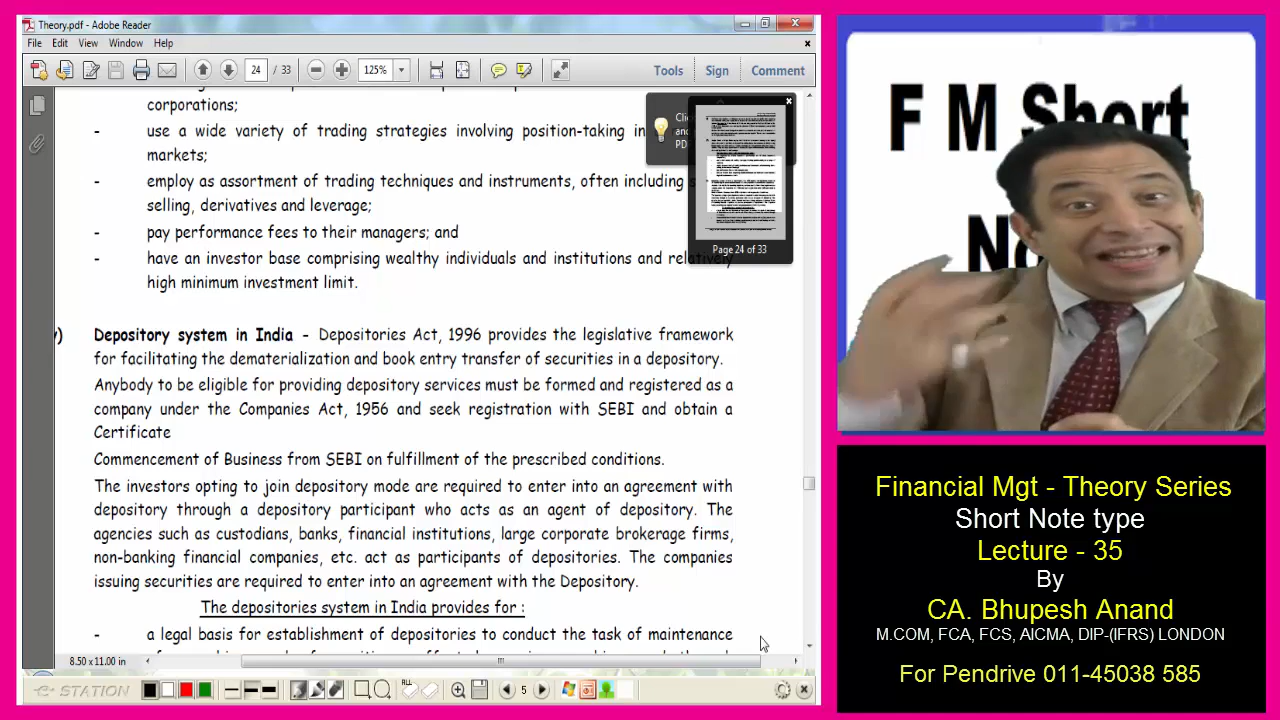 Theory.pdf - Adobe Reader
File Edit View Window Help
24 / 33 125% Tools Sign Comment
corporations;
- use a wide variety of trading strategies involving position-taking in
markets;
- employ as assortment of trading techniques and instruments, often including
selling, derivatives and leverage;
- pay performance fees to their managers; and
- have an investor base comprising wealthy individuals and institutions and relatively
high minimum investment limit.
Page 24 of 33
Depository system in India - Depositories Act, 1996 provides the legislative framework
for facilitating the dematerialization and book entry transfer of securities in a depository.
Anybody to be eligible for providing depository services must be formed and registered as a
company under the Companies Act, 1956 and seek registration with SEBI and obtain a
Certificate
Commencement of Business from SEBI on fulfillment of the prescribed conditions.
The investors opting to join depository mode are required to enter into an agreement with
depository through a depository participant who acts as an agent of depository. The
agencies such as custodians, banks, financial institutions, large corporate brokerage firms,
non-banking financial companies, etc. act as participants of depositories. The companies
issuing securities are required to enter into an agreement with the Depository.
The depositories system in India provides for :
- a legal basis for establishment of depositories to conduct the task of maintenance
8.50 x 11.00 in
e-STATION
5
F M Short
Financial Mgt - Theory Series
Short Note type
Lecture - 35
By
CA. Bhupesh Anand
M.COM, FCA, FCS, AICMA, DIP-(IFRS) LONDON
For Pendrive 011-45038 585